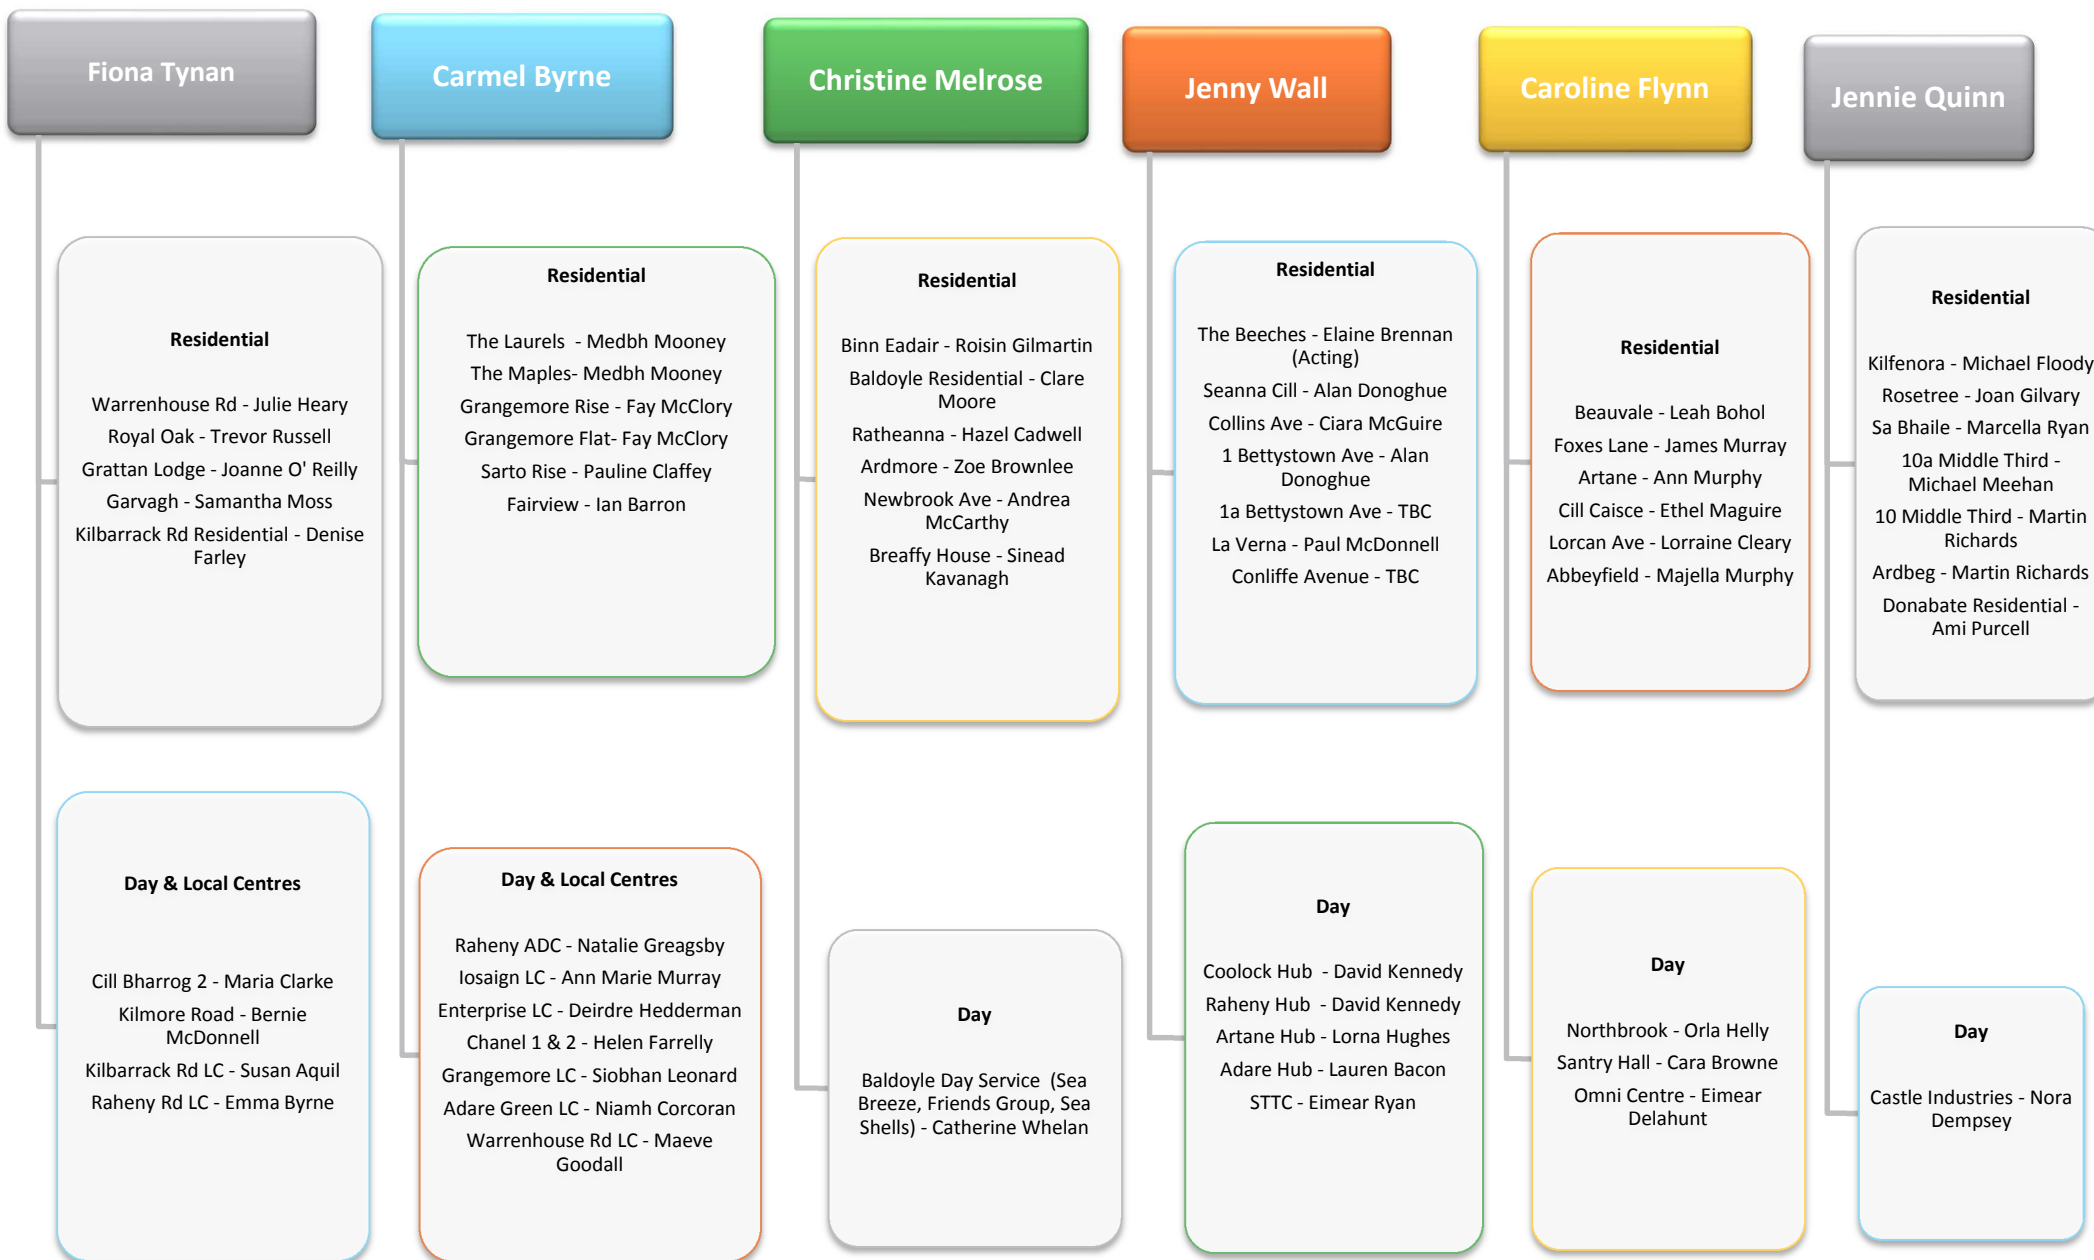 Fiona Tynan
Residential
Warrenhouse Rd - Julie Heary
Royal Oak - Trevor Russell
Grattan Lodge - Joanne O' Reilly
Garvagh - Samantha Moss
Kilbarrack Rd Residential - Denise
Farley
Day & Local Centres
Cill Bharrog 2 - Maria Clarke
Kilmore Road - Bernie
McDonnell
Kilbarrack Rd LC - Susan Aquil
Raheny Rd LC - Emma Byrne
Carmel Byrne
Residential
The Laurels  - Medbh Mooney
The Maples- Medbh Mooney
Grangemore Rise - Fay McClory
Grangemore Flat- Fay McClory
Sarto Rise - Pauline Claffey
Fairview - Ian Barron
Day & Local Centres
Raheny ADC - Natalie Greagsby
Iosaign LC - Ann Marie Murray
Enterprise LC - Deirdre Hedderman
Chanel 1 & 2 - Helen Farrelly
Grangemore LC - Siobhan Leonard
Adare Green LC - Niamh Corcoran
Warrenhouse Rd LC - Maeve
Goodall
Christine Melrose
Residential
Binn Eadair - Roisin Gilmartin
Baldoyle Residential - Clare
Moore
Ratheanna - Hazel Cadwell
Ardmore - Zoe Brownlee
Newbrook Ave - Andrea
McCarthy
Breaffy House - Sinead
Kavanagh
Day
Baldoyle Day Service  (Sea
Breeze, Friends Group, Sea
Shells) - Catherine Whelan
Jenny Wall
Residential
The Beeches - Elaine Brennan
(Acting)
Seanna Cill - Alan Donoghue
Collins Ave - Ciara McGuire
1 Bettystown Ave - Alan
Donoghue
1a Bettystown Ave - TBC
La Verna - Paul McDonnell
Conliffe Avenue - TBC
Day
Coolock Hub  - David Kennedy
Raheny Hub  - David Kennedy
Artane Hub - Lorna Hughes
Adare Hub - Lauren Bacon
STTC - Eimear Ryan
Caroline Flynn
Residential
Beauvale - Leah Bohol
Foxes Lane - James Murray
Artane - Ann Murphy
Cill Caisce - Ethel Maguire
Lorcan Ave - Lorraine Cleary
Abbeyfield - Majella Murphy
Day
Northbrook - Orla Helly
Santry Hall - Cara Browne
Omni Centre - Eimear
Delahunt
Jennie Quinn
Residential
Kilfenora - Michael Floody
Rosetree - Joan Gilvary
Sa Bhaile - Marcella Ryan
10a Middle Third -
Michael Meehan
10 Middle Third - Martin
Richards
Ardbeg - Martin Richards
Donabate Residential -
Ami Purcell
Day
Castle Industries - Nora
Dempsey